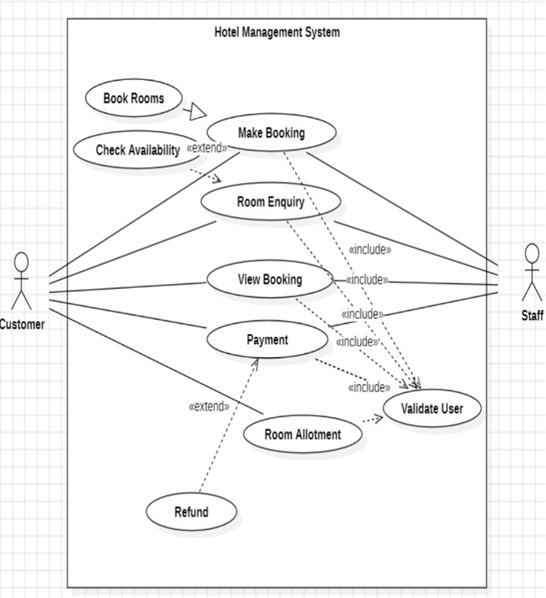 Hotel Management System
Book Rooms
Make Booking
Check Availability
«extend»
Room Enquiry
«include»
View Booking
«include»
Customer
Staff
«include»
Payment
«include»
«include»
«extend»
Validate User
Room Allotment
Refund